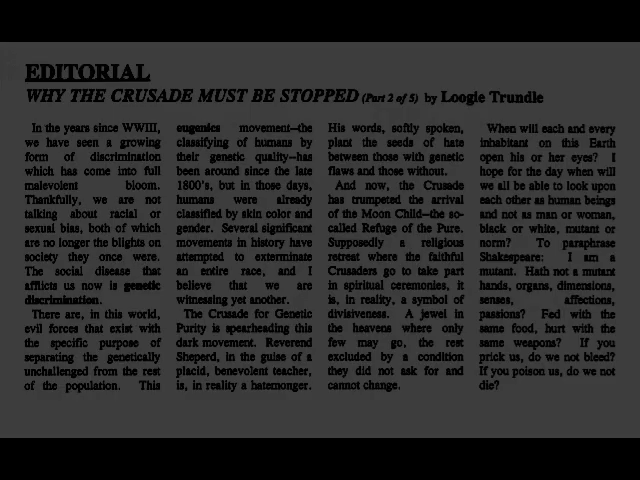 EDITORIAL
WHY THE CRUSADE MUST BE STOPPED (Part 2 of 5) by Loogie Trundle
In the years since WWIII,
we have seen a growing
form of discrimination
which has come into full
malevolent bloom.
Thankfully, we are not
talking about racial or
sexual bias, both of which
are no longer the blights on
society they once were.
The social disease that
afflicts us now is genetic
discrimination.
There are, in this world,
evil forces that exist with
the specific purpose of
separating the genetically
unchallenged from the rest
of the population. This
eugenics movement--the
classifying of humans by
their genetic quality--has
been around since the late
1800's, but in those days,
humans were already
classified by skin color and
gender. Several significant
movements in history have
attempted to exterminate
an entire race, and I
believe that we are
witnessing yet another.
The Crusade for Genetic
Purity is spearheading this
dark movement. Reverend
Sheperd, in the guise of a
placid, benevolent teacher,
is, in reality a hatemonger.
His words, softly spoken,
plant the seeds of hate
between those with genetic
flaws and those without.
And now, the Crusade
has trumpeted the arrival
of the Moon Child--the so-
called Refuge of the Pure.
Supposedly a religious
retreat where the faithful
Crusaders go to take part
in spiritual ceremonies, it
is, in reality, a symbol of
divisiveness. A jewel in
the heavens where only
few may go, the rest
excluded by a condition
they did not ask for and
cannot change.
When will each and every
inhabitant on this Earth
open his or her eyes? I
hope for the day when will
we all be able to look upon
each other as human beings
and not as man or woman,
black or white, mutant or
norm? To paraphrase
Shakespeare: I am a
mutant. Hath not a mutant
hands, organs, dimensions,
senses, affections,
passions? Fed with the
same food, hurt with the
same weapons? If you
prick us, do we not bleed?
If you poison us, do we not
die?